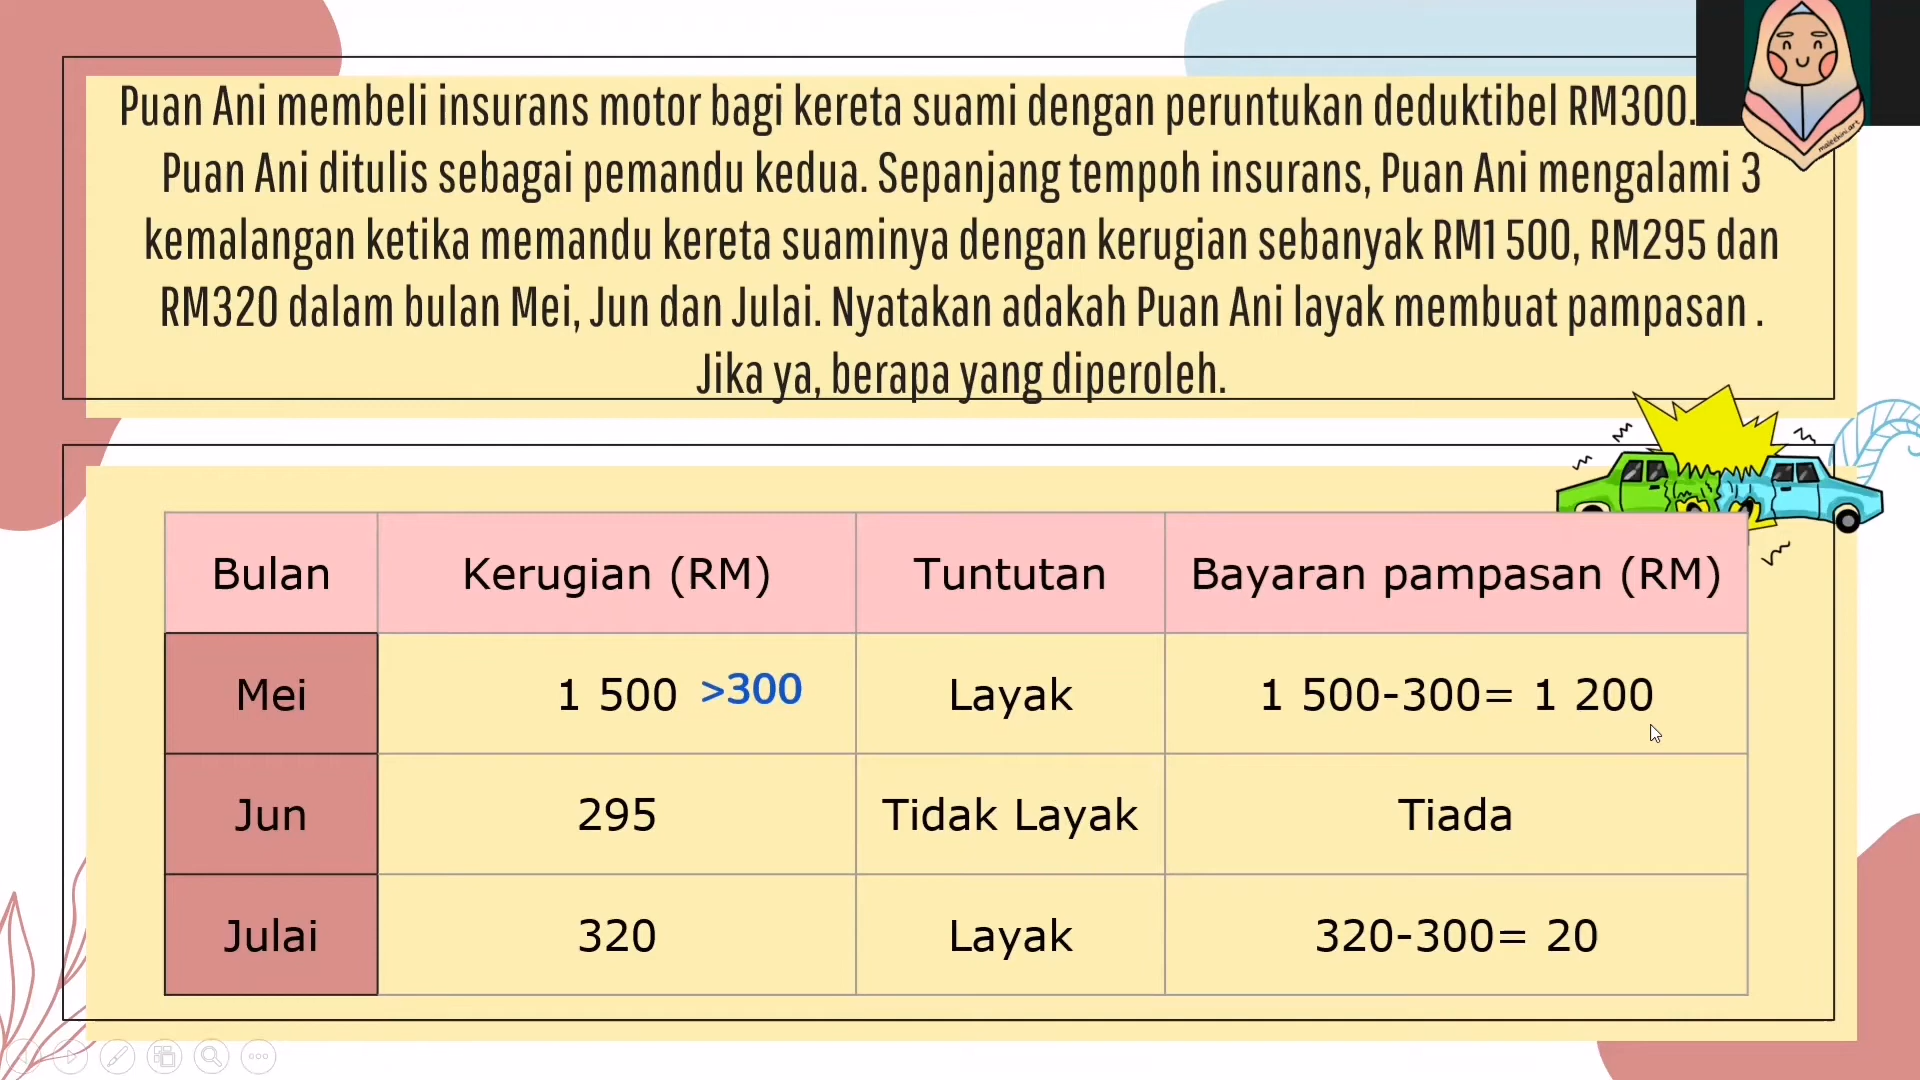 Puan Ani membeli insurans motor bagi kereta suami dengan peruntukan deduktibel RM300.
Puan Ani ditulis sebagai pemandu kedua. Sepanjang tempoh insurans, Puan Ani mengalami 3
kemalangan ketika memandu kereta suaminya dengan kerugian sebanyak RM1 500, RM295 dan
RM320 dalam bulan Mei, Jun dan Julai. Nyatakan adakah Puan Ani layak membuat pampasan .
Jika ya, berapa yang diperoleh.
Bulan Kerugian (RM) Tuntutan Bayaran pampasan (RM)
Mei 1 500 >300 Layak 1 500-300= 1 200
Jun 295 Tidak Layak Tiada
Julai 320 Layak 320-300= 20